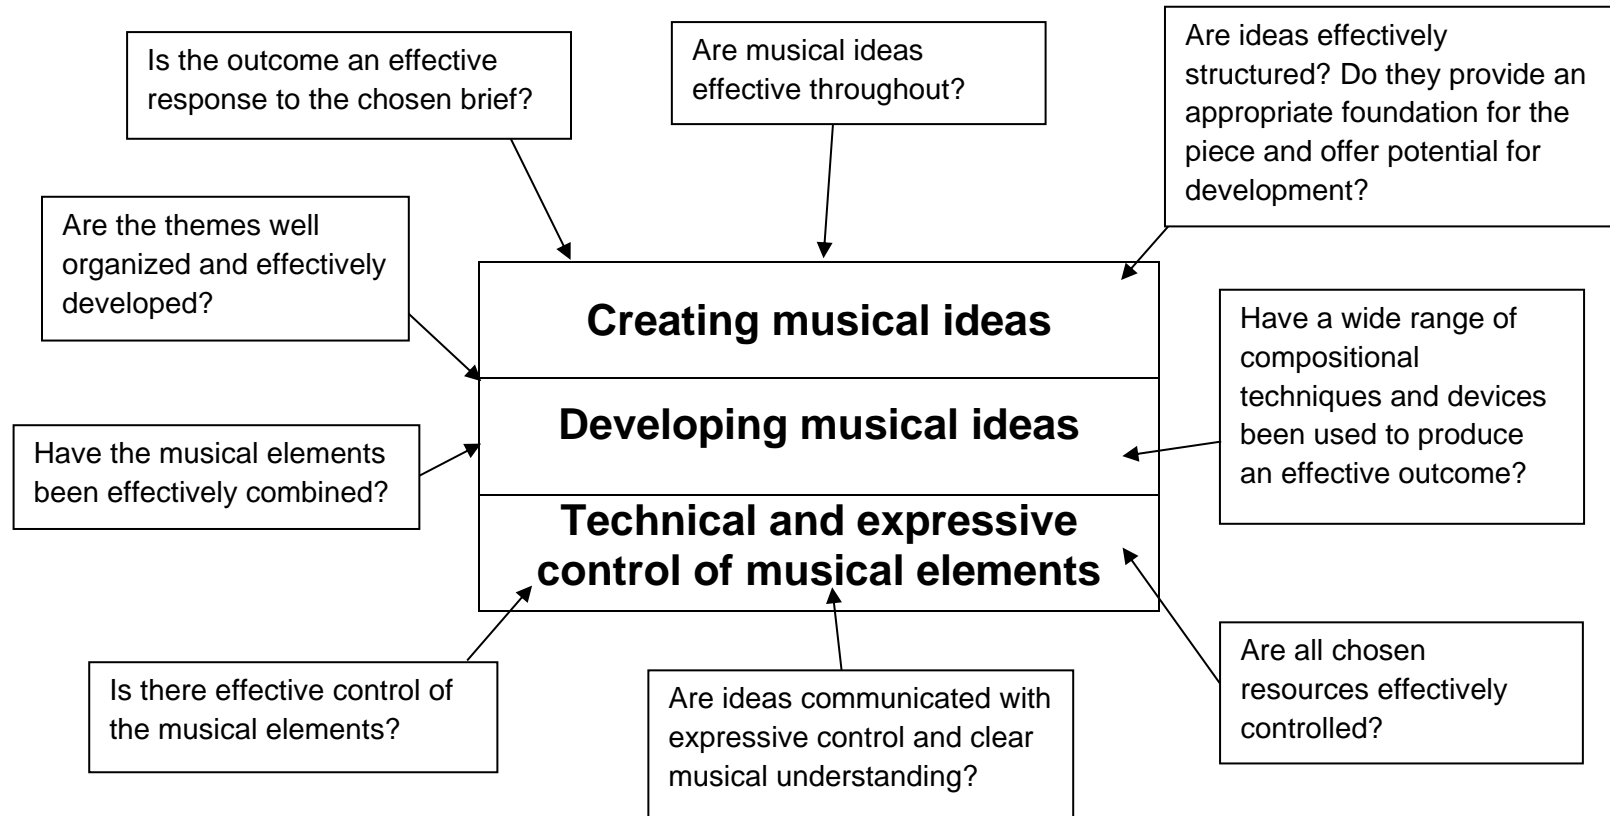 Is the outcome an effective
response to the chosen brief?
Are musical ideas
effective throughout?
Are ideas effectively
structured? Do they provide an
appropriate foundation for the
piece and offer potential for
development?
Are the themes well
organized and effectively
developed?
Creating musical ideas
Have a wide range of
compositional
techniques and devices
been used to produce
an effective outcome?
Developing musical ideas
Have the musical elements
been effectively combined?
Technical and expressive
control of musical elements
Is there effective control of
the musical elements?
Are ideas communicated with
expressive control and clear
musical understanding?
Are all chosen
resources effectively
controlled?